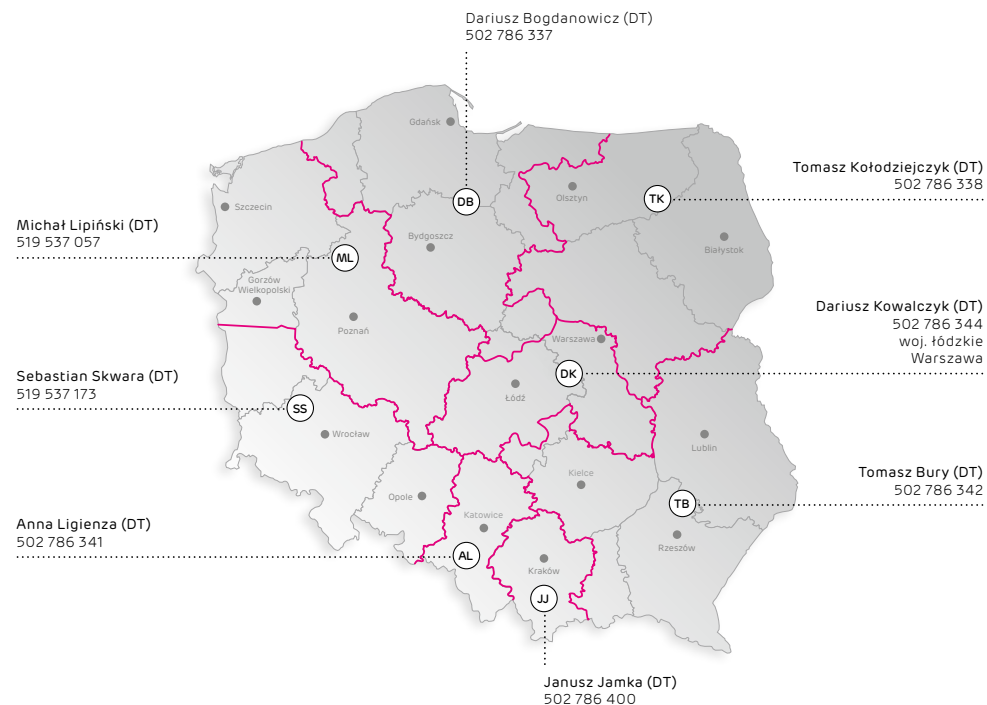 Dariusz Bogdanowicz (DT)
502 786 337
Gdańsk
Tomasz Kołodziejczyk (DT)
502 786 338
Olsztyn
TK
DB
Szczecin
Michał Lipiński (DT)
519 537 057
Bydgoszcz
Białystok
ML
Gorzów
Wielkopolski
Poznań
Dariusz Kowalczyk (DT)
502 786 344
woj. łódzkie
Warszawa
Warszawa
DK
Sebastian Skwara (DT)
519 537 173
Łódź
SS
Wrocław
Lublin
Tomasz Bury (DT)
502 786 342
Kielce
Opole
TB
Katowice
Anna Ligienza (DT)
502 786 341
Rzeszów
AL
Kraków
JJ
Janusz Jamka (DT)
502 786 400